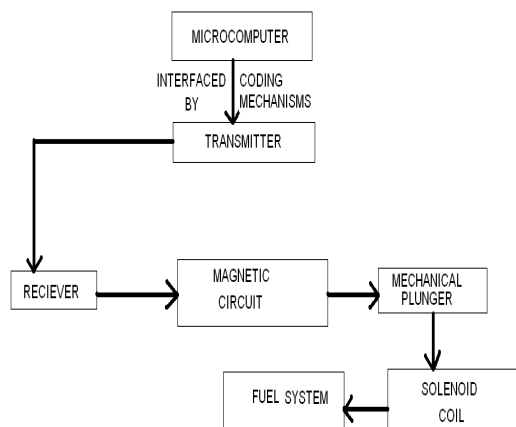 MICROCOMPUTER
INTERFACED CODING
BY MECHANISMS
TRANSMITTER
RECIEVER
MAGNETIC
CIRCUIT
MECHANICAL
PLUNGER
FUEL SYSTEM
SOLENOID
COIL